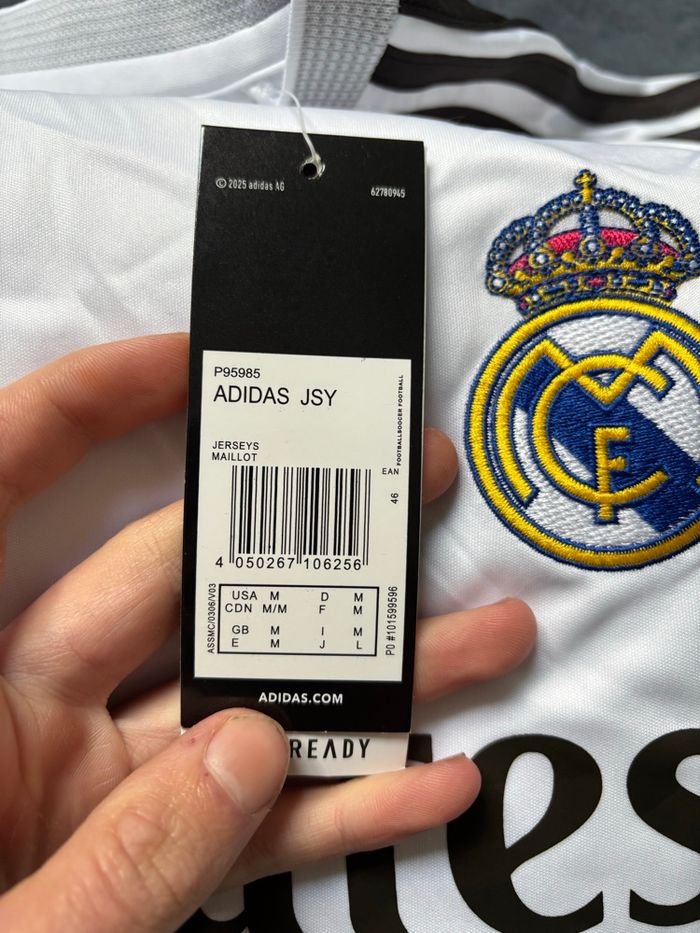 © 2025 adidas AG
62780945
P95985
ADIDAS JSY
FOOTBALL&SOCCER FOOTBALL
JERSEYS
MAILLOT
EAN
46
4 050267 106256
USA M D M
CDN M/M F M
GB M I M
E M J L
ASSMC/0306/V03
PO #101599596
ADIDAS.COM
READY
es